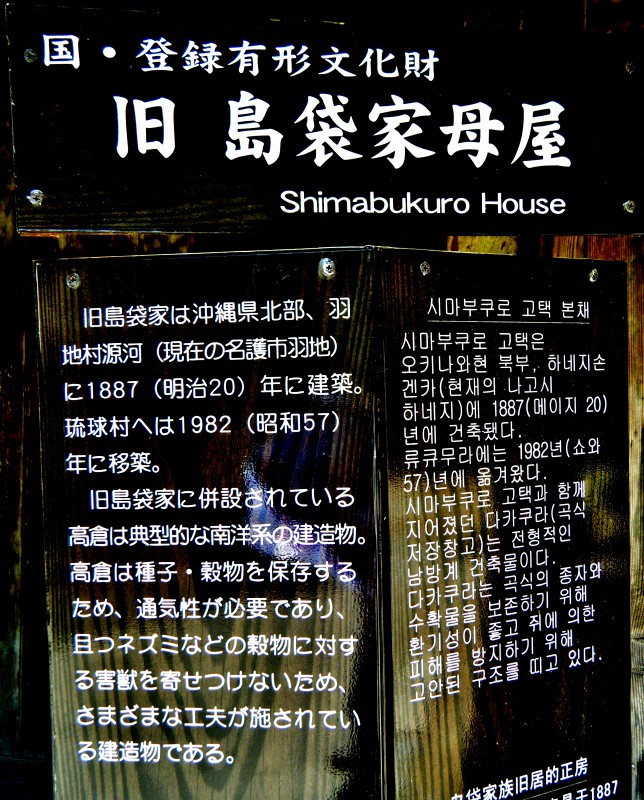 国・登録有形文化財
旧 島袋家母屋
Shimabukuro House
旧島袋家は沖縄県北部、羽
地村源河（現在の名護市羽地）
に1887（明治20）年に建築。
琉球村へは1982（昭和57）
年に移築。
旧島袋家に併設されている
高倉は典型的な南洋系の建造物。
高倉は種子・穀物を保存する
ため、通気性が必要であり、
且つネズミなどの穀物に対す
る害獣を寄せつけないため、
さまざまな工夫が施されてい
る建造物である。
시마부쿠로 고택 본채
시마부쿠로 고택은
오키나와현 북부, 하네지손
겐카(현재의 나고시
하네지)에 1887(메이지 20)
년에 건축됐다.
류큐무라에는 1982년(쇼와
57)년에 옮겨왔다.
시마부쿠로 고택과 함께
지어졌던 다카쿠라(곡식
저장창고)는 전형적인
남방계 건축물이다.
다카쿠라는 곡식의 종자와
수확물을 보존하기 위해
환기성이 좋고 쥐에 의한
피해를 방지하기 위해
고안된 구조를 띠고 있다.
岛袋家族旧居的正房
于1887